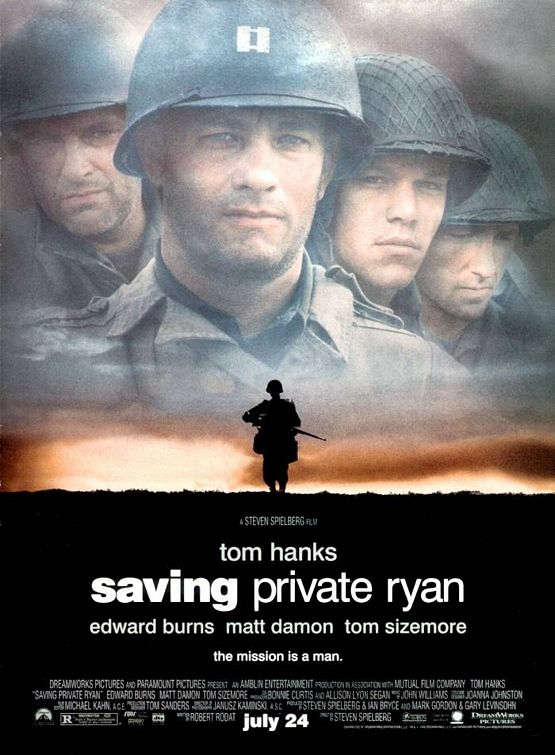 A STEVEN SPIELBERG FILM
tom hanks
saving private ryan
edward burns matt damon tom sizemore
the mission is a man.
DREAMWORKS PICTURES AND PARAMOUNT PICTURES PRESENT AN AMBLIN ENTERTAINMENT PRODUCTION IN ASSOCIATION WITH MUTUAL FILM COMPANY TOM HANKS
"SAVING PRIVATE RYAN" EDWARD BURNS MATT DAMON TOM SIZEMORE BONNIE CURTIS AND ALLISON LYON SEGAN JOHN WILLIAMS JOANNA JOHNSTON
MICHAEL KAHN, A.C.E. TOM SANDERS JANUSZ KAMINSKI, A.S.C. STEVEN SPIELBERG & IAN BRYCE AND MARK GORDON & GARY LEVINSOHN
ROBERT RODAT STEVEN SPIELBERG
R RESTRICTED july 24 DREAMWORKS
PICTURES